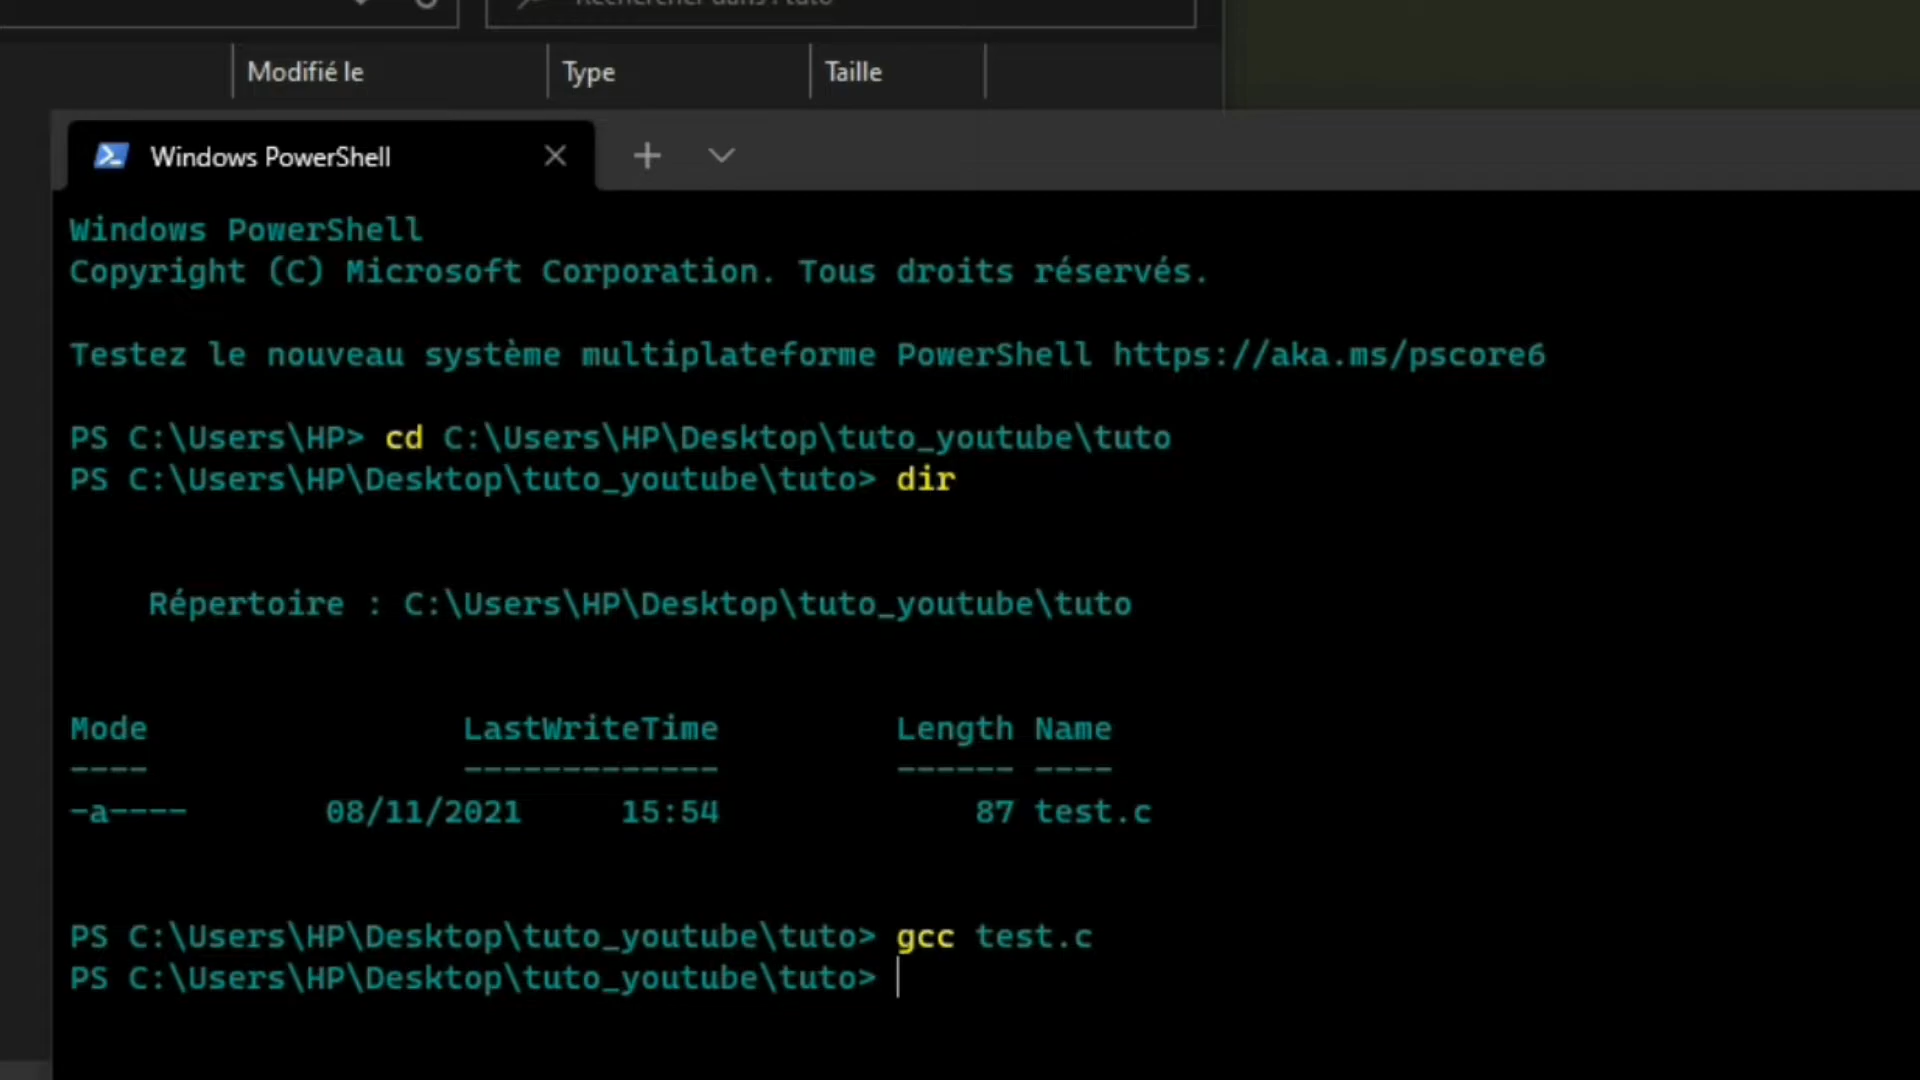 Rechercher dans : tuto
Modifié le Type Taille
Windows PowerShell
Windows PowerShell
Copyright (C) Microsoft Corporation. Tous droits réservés.
Testez le nouveau système multiplateforme PowerShell https://aka.ms/pscore6
PS C:\Users\HP> cd C:\Users\HP\Desktop\tuto_youtube\tuto
PS C:\Users\HP\Desktop\tuto_youtube\tuto> dir
Répertoire : C:\Users\HP\Desktop\tuto_youtube\tuto
Mode LastWriteTime Length Name
---- ------------- ------ ----
-a---- 08/11/2021 15:54 87 test.c
PS C:\Users\HP\Desktop\tuto_youtube\tuto> gcc test.c
PS C:\Users\HP\Desktop\tuto_youtube\tuto>